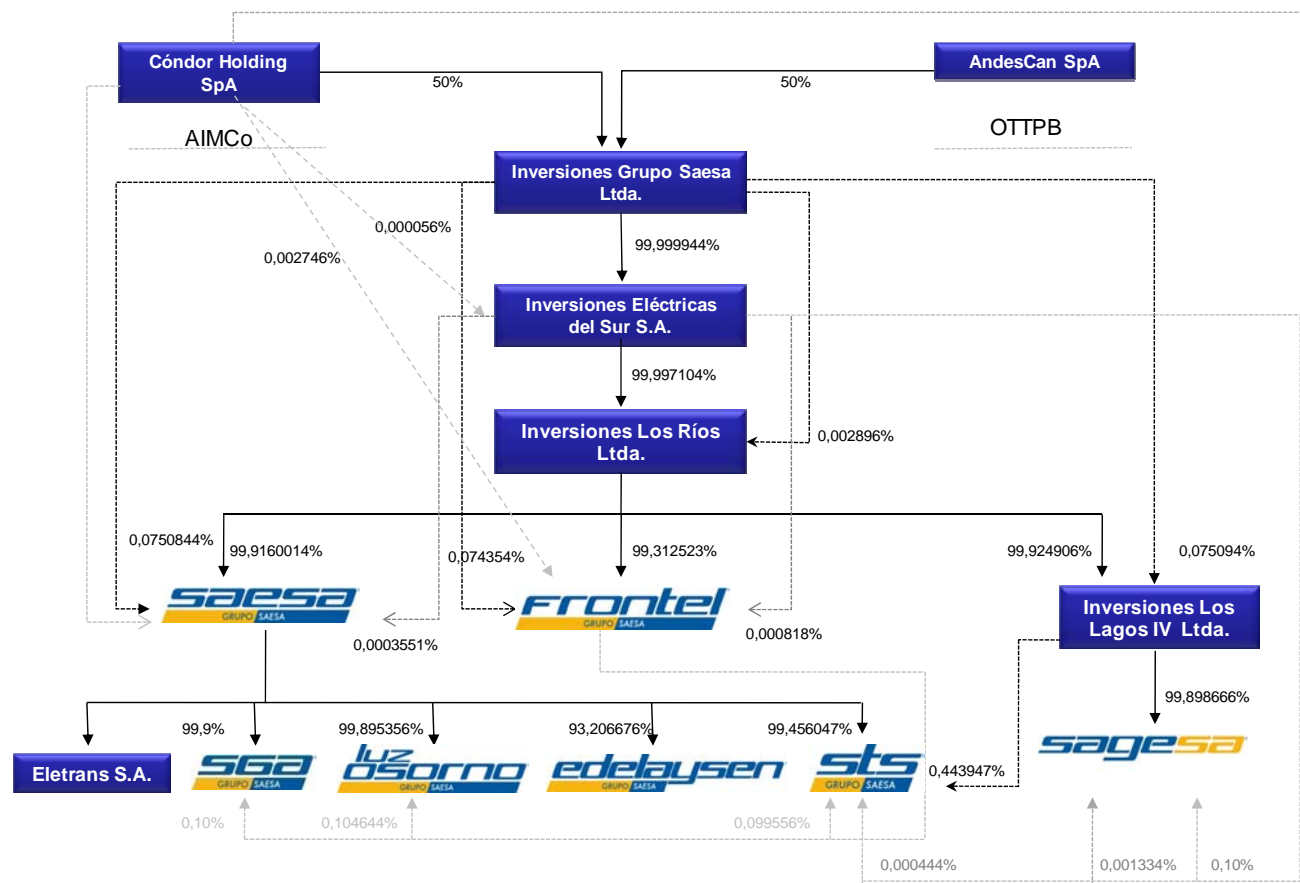 Cóndor Holding
SpA
AndesCan SpA
50%
50%
AIMCo
OTTPB
Inversiones Grupo Saesa
Ltda.
0,000056%
0,002746%
99,999944%
Inversiones Eléctricas
del Sur S.A.
99,997104%
Inversiones Los Ríos
Ltda.
0,002896%
0,0750844%
99,9160014%
0,074354%
99,312523%
99,924906%
0,075094%
saesa
GRUPO SAESA
Frontel
GRUPO SAESA
Inversiones Los
Lagos IV Ltda.
0,0003551%
0,000818%
99,898666%
99,9%
99,895356%
93,206676%
99,456047%
Eletrans S.A.
sga
GRUPO SAESA
luz
osorno
GRUPO SAESA
edelaysen
GRUPO SAESA
sts
GRUPO SAESA
sagesa
0,443947%
0,10%
0,104644%
0,099556%
0,000444%
0,001334%
0,10%